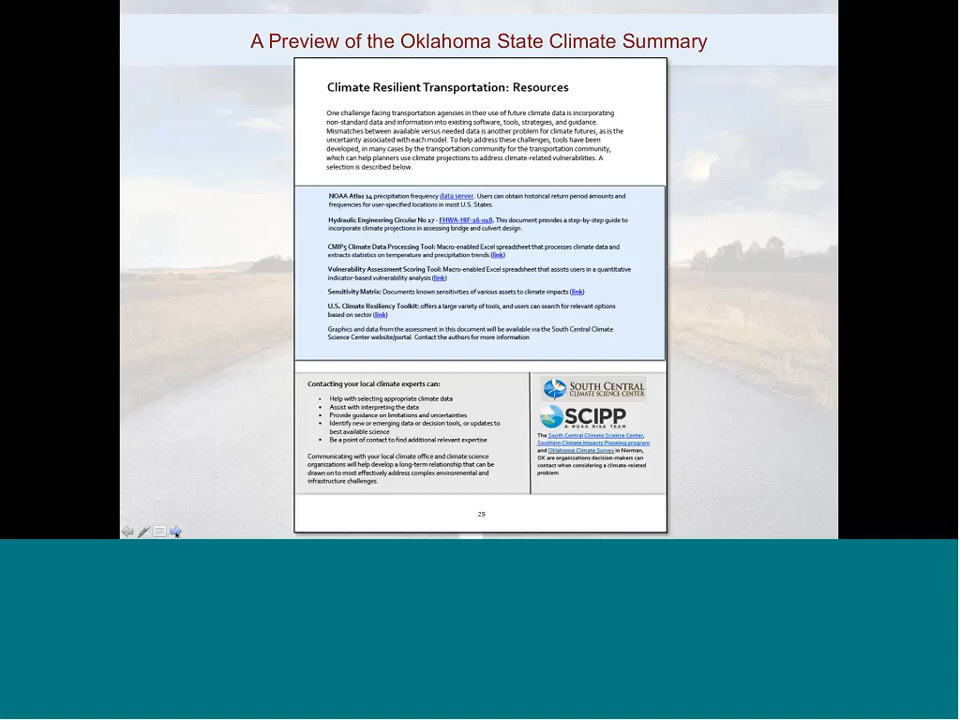 A Preview of the Oklahoma State Climate Summary
Climate Resilient Transportation: Resources
One challenge facing transportation agencies in their use of future climate data is incorporating
non-standard data and information into existing software, tools, strategies, and guidance.
Mismatches between available versus needed data is another problem for climate futures, as is the
uncertainty associated with each model. To help address these challenges, tools have been
developed, in many cases by the transportation community for the transportation community,
which can help planners use climate projections to address climate-related vulnerabilities. A
selection is described below.
NOAA Atlas 14 precipitation frequency data server. Users can obtain historical return period amounts and
frequencies for user-specified locations in most U.S. States.
Hydraulic Engineering Circular No 17 - FHWA-HIF-16-018. This document provides a step-by-step guide to
incorporate climate projections in assessing bridge and culvert design.
CMIP5 Climate Data Processing Tool: Macro-enabled Excel spreadsheet that processes climate data and
extracts statistics on temperature and precipitation trends (link)
Vulnerability Assessment Scoring Tool: Macro-enabled Excel spreadsheet that assists users in a quantitative
indicator-based vulnerability analysis (link)
Sensitivity Matrix: Documents known sensitivities of various assets to climate impacts (link)
U.S. Climate Resiliency Toolkit: offers a large variety of tools, and users can search for relevant options
based on sector (link)
Graphics and data from the assessment in this document will be available via the South Central Climate
Science Center website/portal. Contact the authors for more information
Contacting your local climate experts can:
• Help with selecting appropriate climate data
• Assist with interpreting the data
• Provide guidance on limitations and uncertainties
• Identify new or emerging data or decision tools, or updates to
best available science
• Be a point of contact to find additional relevant expertise
Communicating with your local climate office and climate science
organizations will help develop a long-term relationship that can be
drawn on to most effectively address complex environmental and
infrastructure challenges.
SOUTH CENTRAL
CLIMATE SCIENCE CENTER
SCIPP
A NOAA RISA TEAM
The South Central Climate Science Center,
Southern Climate Impacts Planning program
and Oklahoma Climate Survey in Norman,
OK are organizations decision-makers can
contact when considering a climate-related
problem.
25